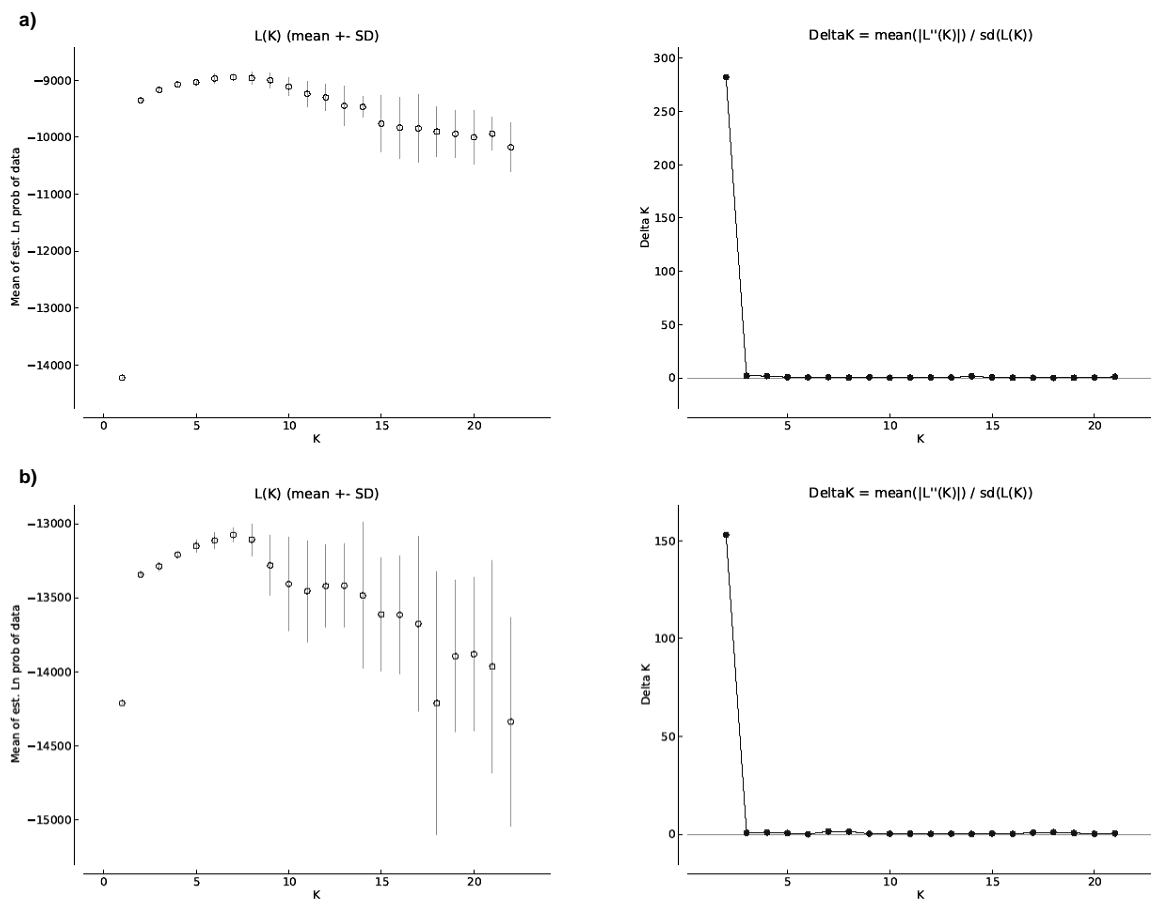 a)
L(K) (mean +- SD)
Mean of est. Ln prob of data
−9000
−10000
−11000
−12000
−13000
−14000
0 5 10 15 20
K
DeltaK = mean(|L''(K)|) / sd(L(K))
Delta K
300
250
200
150
100
50
0
5 10 15 20
K
b)
L(K) (mean +- SD)
Mean of est. Ln prob of data
−13000
−13500
−14000
−14500
−15000
0 5 10 15 20
K
DeltaK = mean(|L''(K)|) / sd(L(K))
Delta K
150
100
50
0
5 10 15 20
K